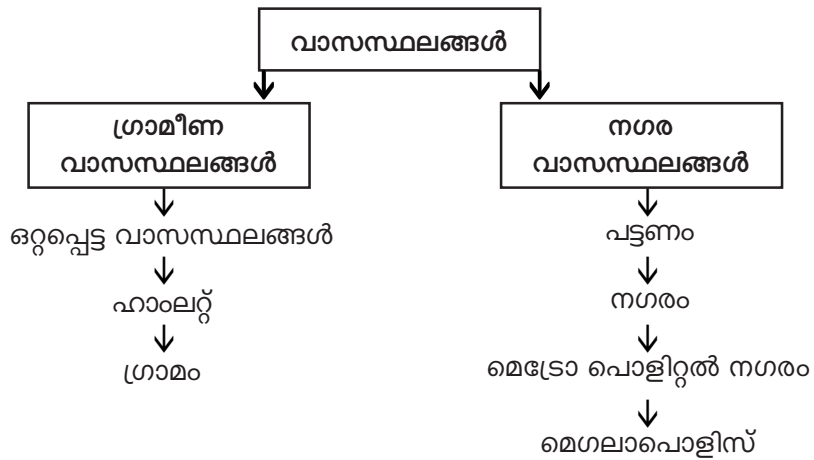 വാസസ്ഥലങ്ങൾ
ഗ്രാമീണ
വാസസ്ഥലങ്ങൾ
ഒറ്റപ്പെട്ട വാസസ്ഥലങ്ങൾ
ഹാംലറ്റ്
ഗ്രാമം
നഗര
വാസസ്ഥലങ്ങൾ
പട്ടണം
നഗരം
മെട്രോ പൊളിറ്റൽ നഗരം
മെഗലാപൊളിസ്